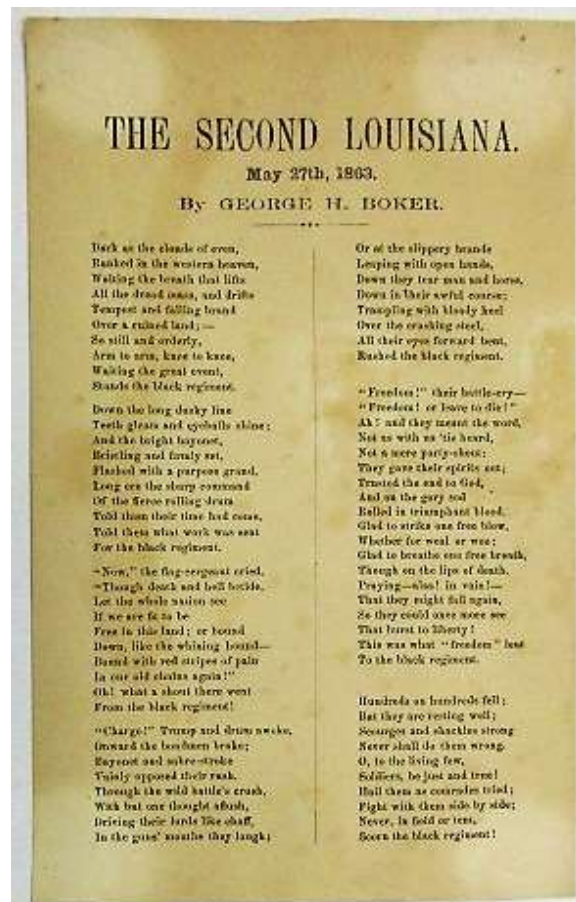 THE SECOND LOUISIANA.
May 27th, 1863.
By GEORGE H. BOKER.
Dark as the clouds of even,
Ranked in the western heaven,
Waiting the breath that lifts
All the dread mass, and drifts
Tempest and falling brand
Over a ruined land;—
So still and orderly,
Arm to arm, knee to knee,
Waiting the great event,
Stands the black regiment.
Down the long dusky line
Teeth gleam and eyeballs shine;
And the bright bayonet,
Bristling and firmly set,
Flashed with a purpose grand,
Long ere the sharp command
Of the fierce rolling drum
Told them their time had come,
Told them what work was sent
For the black regiment.
"Now," the flag-sergeant cried,
"Though death and hell betide,
Let the whole nation see
If we are fit to be
Free in this land; or bound
Down, like the whining hound—
Bound with red stripes of pain
In our old chains again!"
Oh! what a shout there went
From the black regiment!
"Charge!" Trump and drum awoke,
Onward the bondmen broke;
Bayonet and sabre-stroke
Vainly opposed their rush.
Through the wild battle's crush,
With but one thought aflush,
Driving their lords like chaff,
In the guns' mouths they laugh;
Or at the slippery brands
Leaping with open hands,
Down they tear man and horse,
Down in their awful course;
Trampling with bloody heel
Over the crashing steel,
All their eyes forward bent,
Rushed the black regiment.
"Freedom!" their battle-cry—
"Freedom! or leave to die!"
Ah! and they meant the word,
Not as with us 'tis heard,
Not a mere party-shout:
They gave their spirits out;
Trusted the end to God,
And on the gory sod
Rolled in triumphant blood.
Glad to strike one free blow,
Whether for weal or woe;
Glad to breathe one free breath,
Though on the lips of death.
Praying—alas! in vain!—
That they might fall again,
So they could once more see
That burst to liberty!
This was what "freedom" lent
To the black regiment.
Hundreds on hundreds fell;
But they are resting well;
Scourges and shackles strong
Never shall do them wrong.
O, to the living few,
Soldiers, be just and true!
Hail them as comrades tried;
Fight with them side by side;
Never, in field or tent,
Scorn the black regiment!